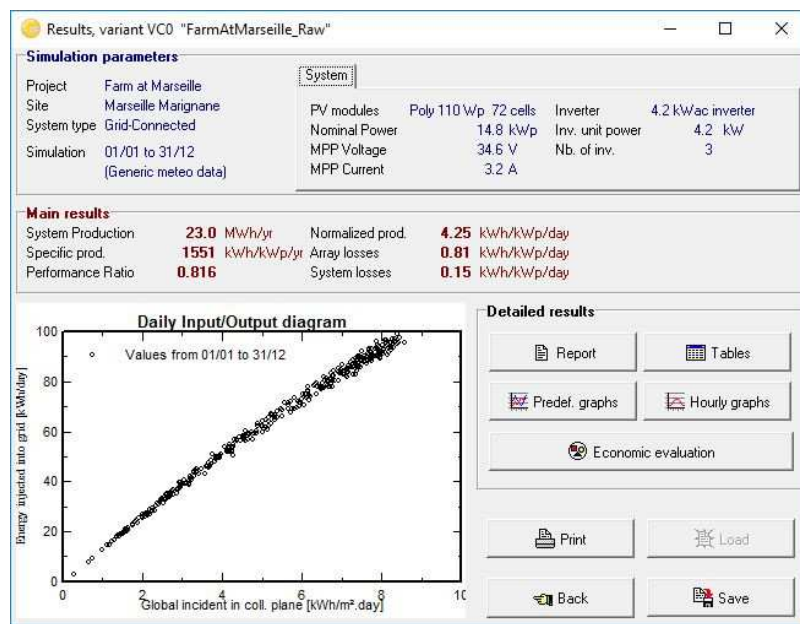 Results, variant VC0 "FarmAtMarseille_Raw"
Simulation parameters
Project Farm at Marseille
Site Marseille Marignane
System type Grid-Connected
Simulation 01/01 to 31/12
(Generic meteo data)
System
PV modules Poly 110 Wp 72 cells Inverter 4.2 kWac inverter
Nominal Power 14.8 kWp Inv. unit power 4.2 kW
MPP Voltage 34.6 V Nb. of inv. 3
MPP Current 3.2 A
Main results
System Production 23.0 MWh/yr Normalized prod. 4.25 kWh/kWp/day
Specific prod. 1551 kWh/kWp/yr Array losses 0.81 kWh/kWp/day
Performance Ratio 0.816 System losses 0.15 kWh/kWp/day
Daily Input/Output diagram
Values from 01/01 to 31/12
Energy injected into grid [kWh/day]
100
80
60
40
20
0
0 2 4 6 8 10
Global incident in coll. plane [kWh/m².day]
Detailed results
Report Tables
Predef. graphs Hourly graphs
Economic evaluation
Print Load
Back Save